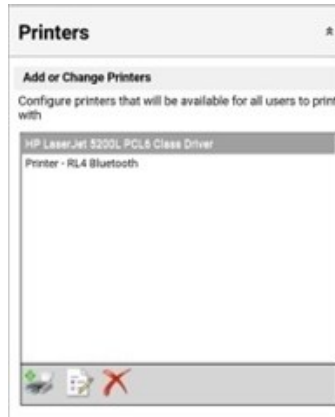 Printers
Add or Change Printers
Configure printers that will be available for all users to print
with
HP LaserJet 5200L PCL6 Class Driver
Printer - RL4 Bluetooth